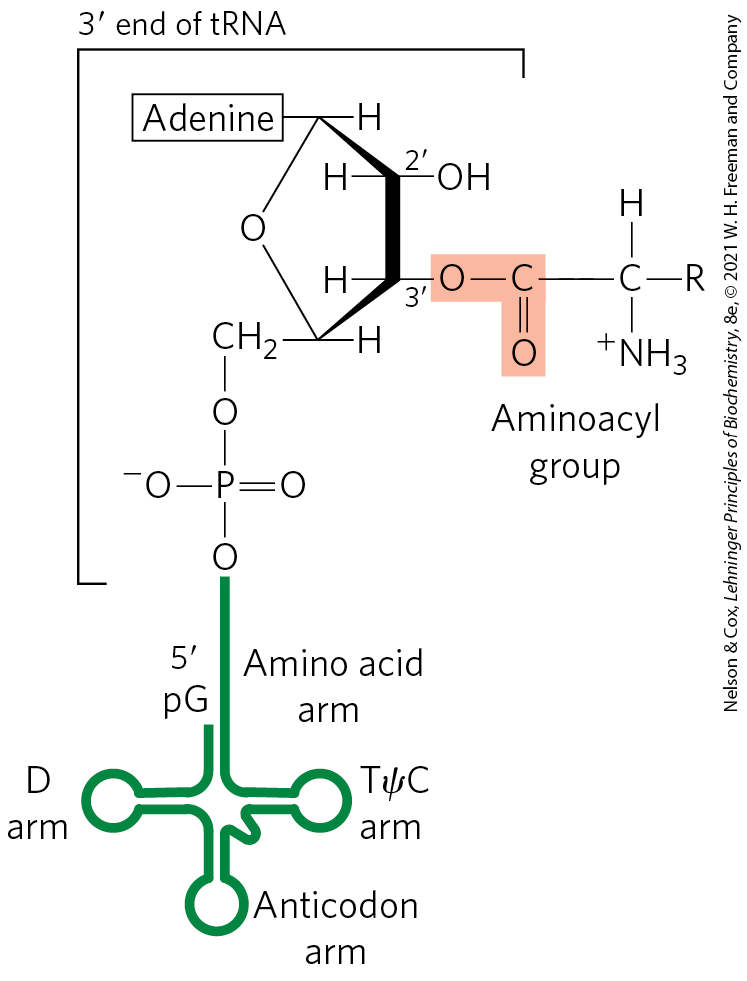 3′ end of tRNA
Adenine
H
2′
H
OH
H
O
H
3′
O
C
C
R
CH₂
H
O
⁺NH₃
O
Aminoacyl
group
⁻O
P
O
O
5′
pG
Amino acid
arm
D
arm
TψC
arm
Anticodon
arm
Nelson & Cox, Lehninger Principles of Biochemistry, 8e, © 2021 W. H. Freeman and Company